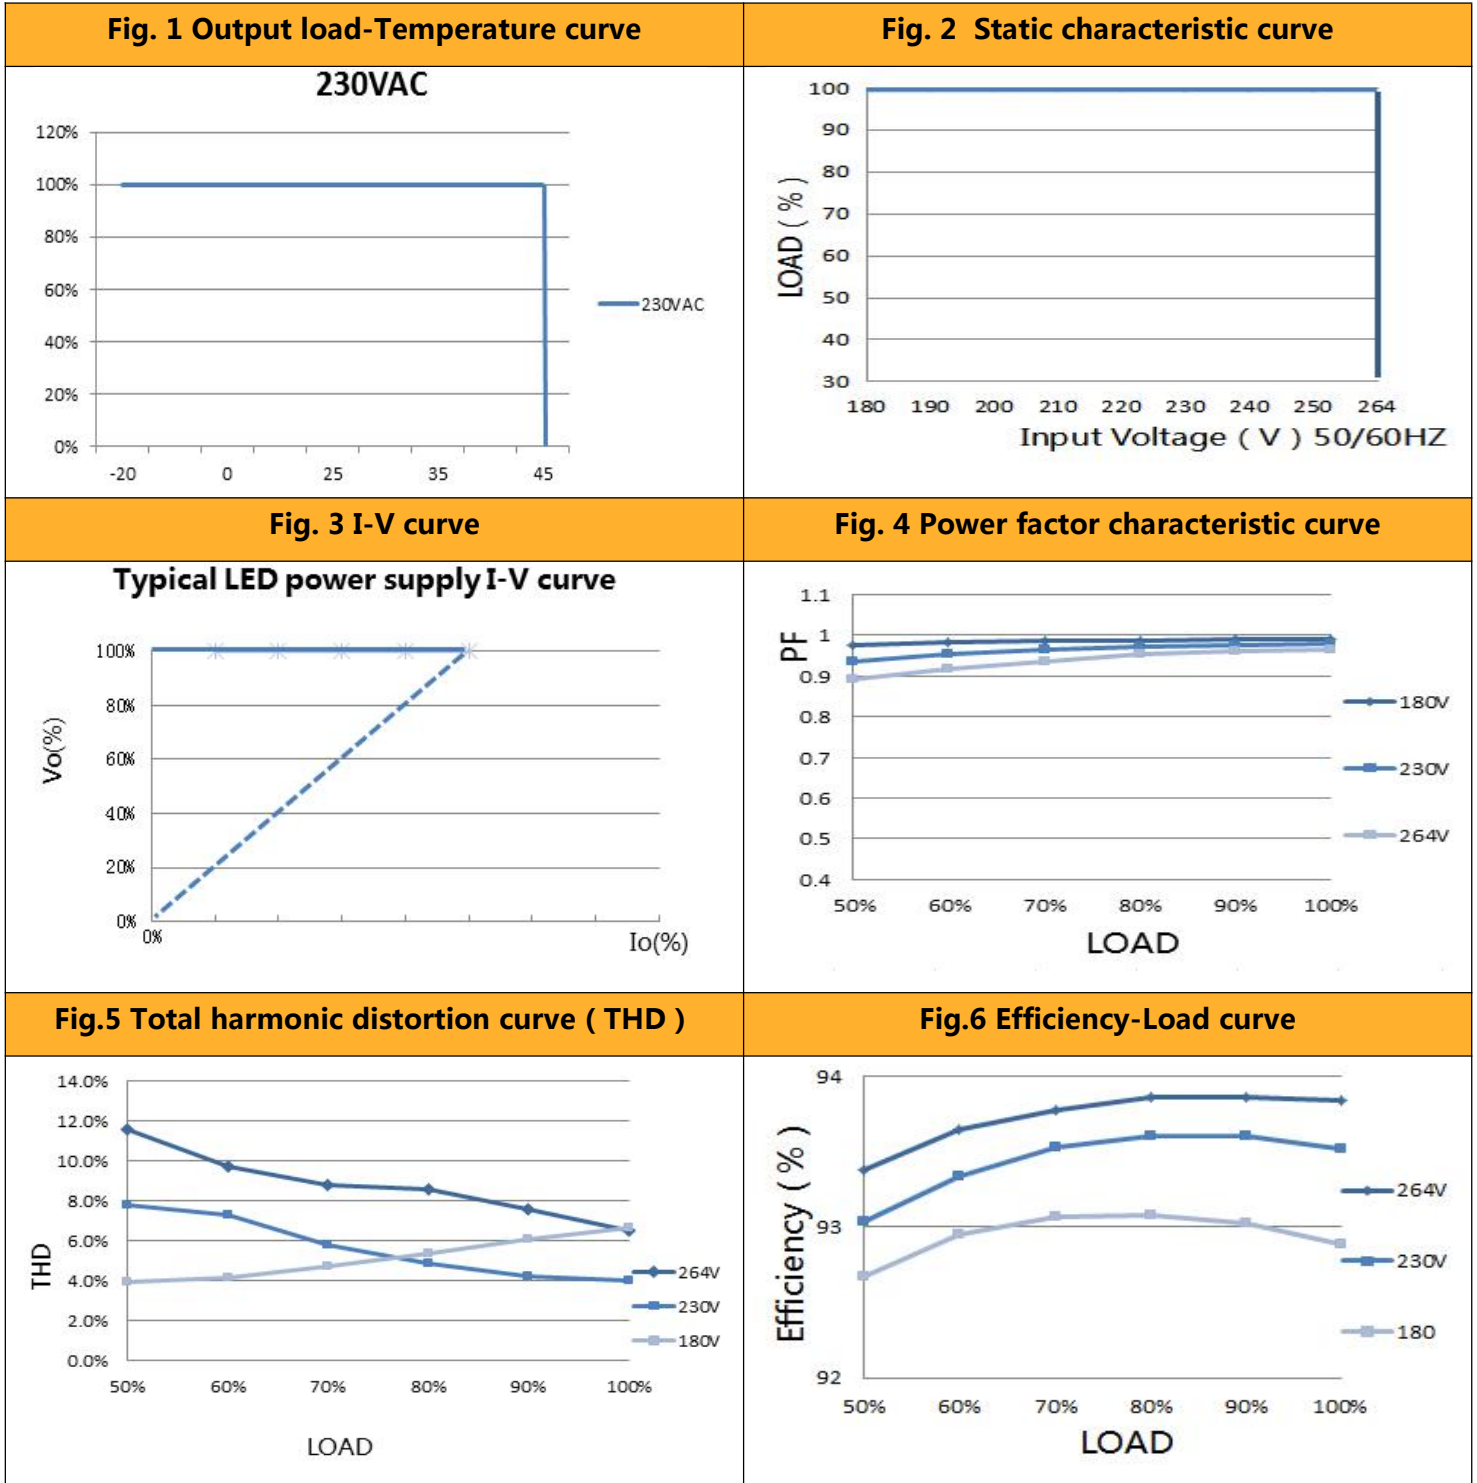 Fig. 1 Output load-Temperature curve
230VAC
120%
100%
80%
60%
40%
20%
0%
-20 0 25 35 45
230VAC
Fig. 2 Static characteristic curve
LOAD ( % )
100
90
80
70
60
50
40
30
180 190 200 210 220 230 240 250 264
Input Voltage ( V ) 50/60HZ
Fig. 3 I-V curve
Typical LED power supply I-V curve
Vo(%)
100%
80%
60%
40%
20%
0%
0%
Io(%)
Fig. 4 Power factor characteristic curve
PF
1.1
1
0.9
0.8
0.7
0.6
0.5
0.4
50% 60% 70% 80% 90% 100%
LOAD
180V
230V
264V
Fig.5 Total harmonic distortion curve ( THD )
THD
14.0%
12.0%
10.0%
8.0%
6.0%
4.0%
2.0%
0.0%
50% 60% 70% 80% 90% 100%
LOAD
264V
230V
180V
Fig.6 Efficiency-Load curve
Efficiency ( % )
94
93
92
50% 60% 70% 80% 90% 100%
LOAD
264V
230V
180